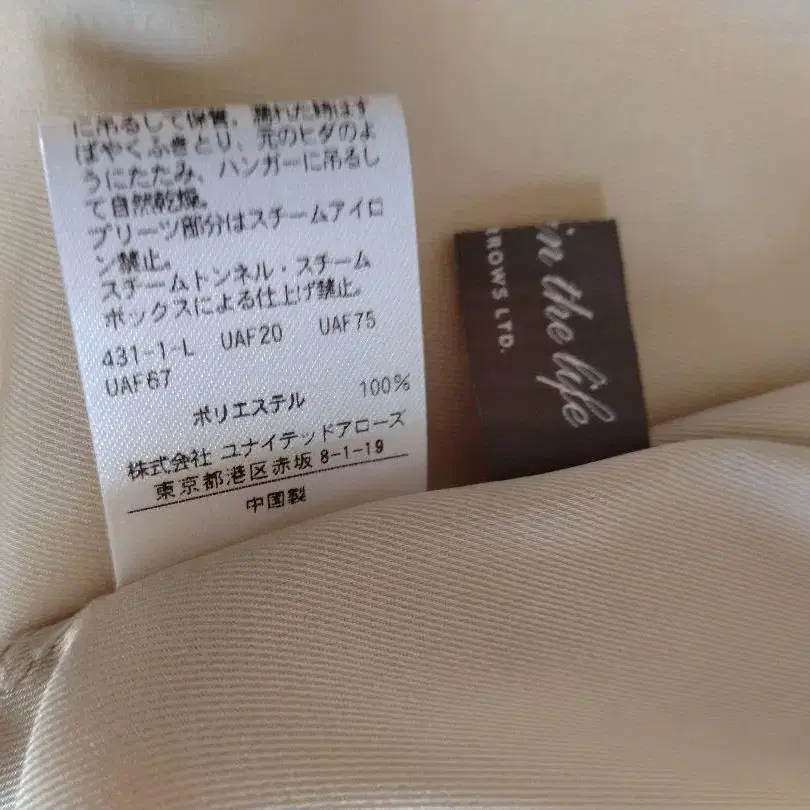 に吊るして保管。濡れた時はす
ばやくふきとり、元のヒダのよ
うにたたみ、ハンガーに吊るし
て自然乾燥。
プリーツ部分はスチームアイロ
ン禁止。
スチームトンネル・スチーム
ボックスによる仕上げ禁止。
431-1-L UAF20 UAF75
UAF67
ポリエステル 100%
株式会社 ユナイテッドアローズ
東京都港区赤坂 8-1-19
中国製
in the life
RROWS LTD.